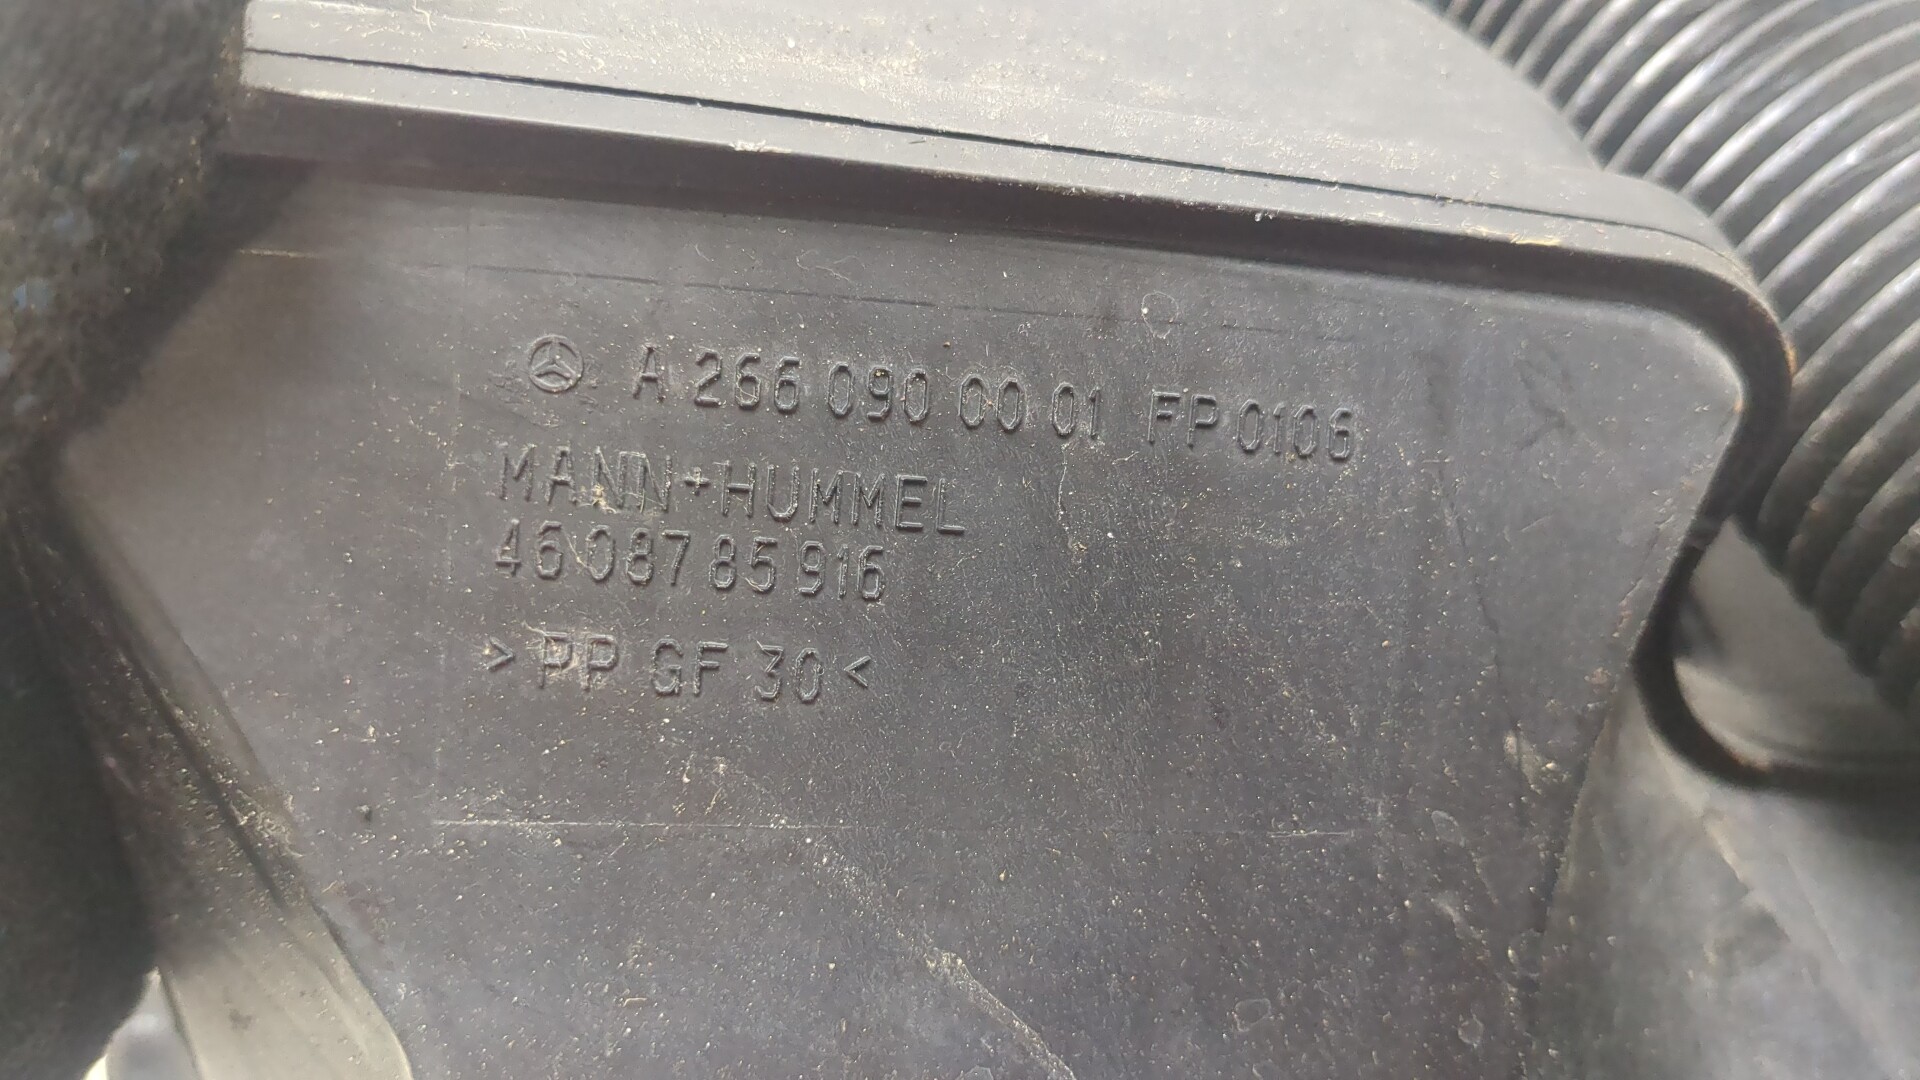 A 266 090 00 01 FP 0106
MANN+HUMMEL
46 087 85 916
> PP GF 30 <